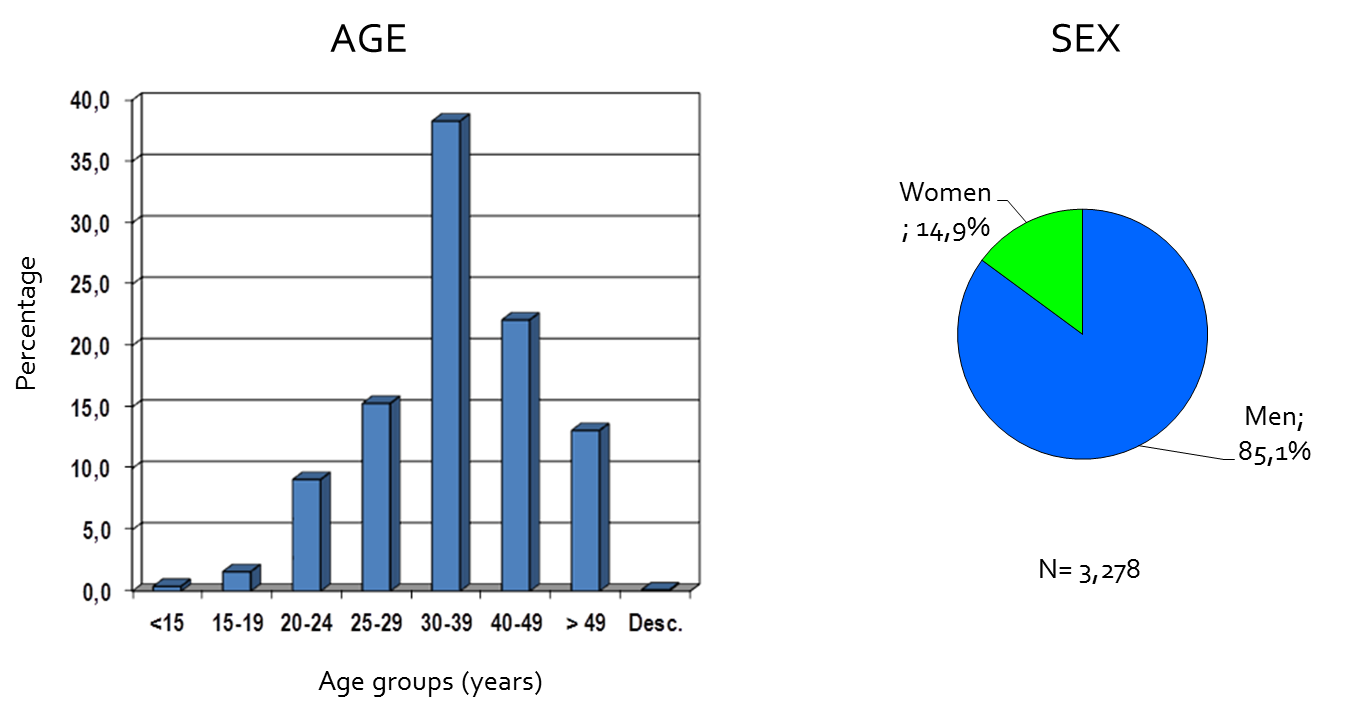 AGE
Percentage
40,0
35,0
30,0
25,0
20,0
15,0
10,0
5,0
0,0
<15 15-19 20-24 25-29 30-39 40-49 > 49 Desc.
Age groups (years)
SEX
Women
; 14,9%
Men;
85,1%
N= 3,278